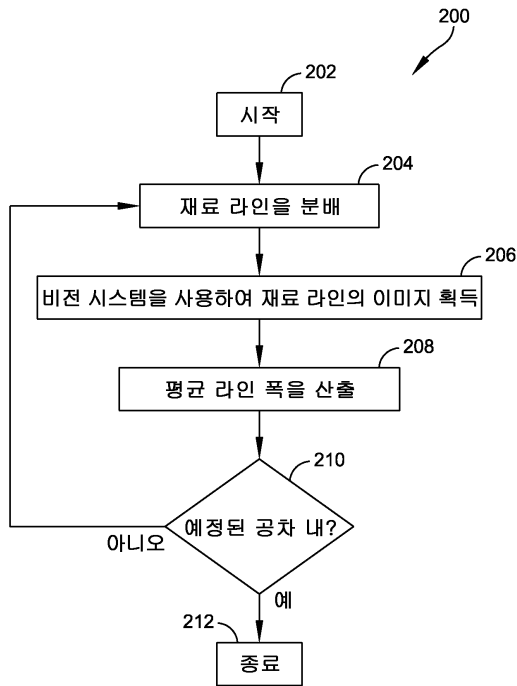 200
202
시작
204
재료 라인을 분배
206
비전 시스템을 사용하여 재료 라인의 이미지 획득
208
평균 라인 폭을 산출
210
예정된 공차 내?
아니오
예
212
종료